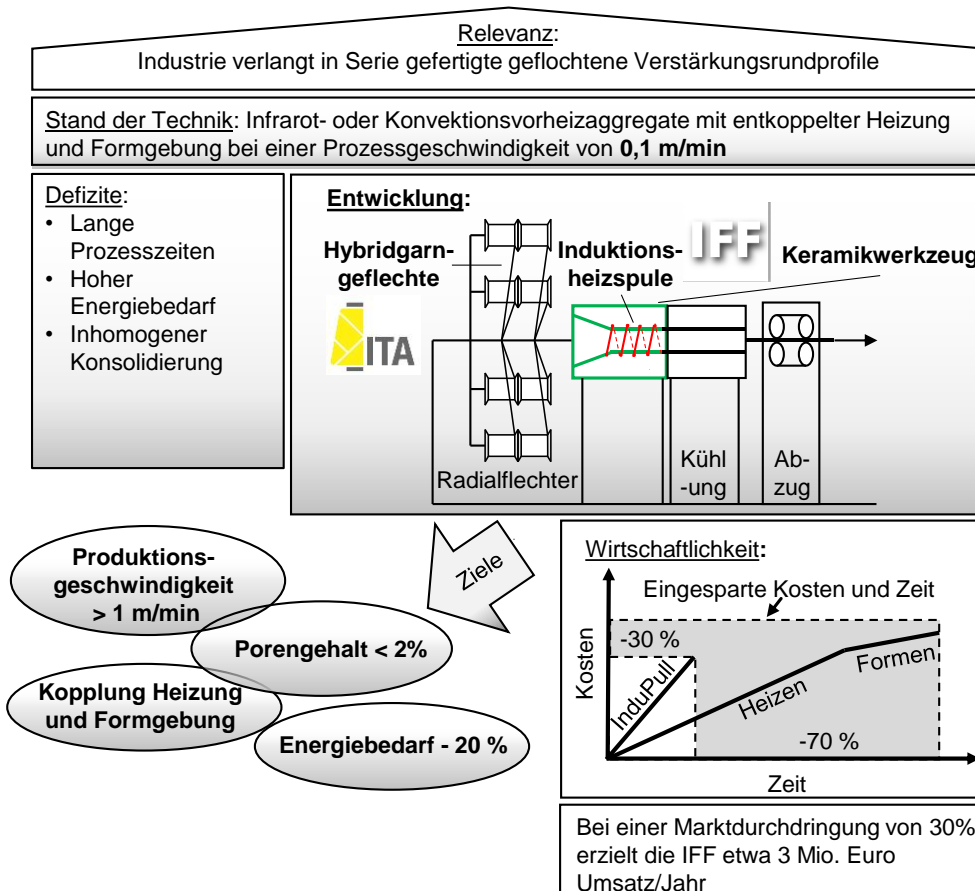 Relevanz:
Industrie verlangt in Serie gefertigte geflochtene Verstärkungsrundprofile
Stand der Technik: Infrarot- oder Konvektionsvorheizaggregate mit entkoppelter Heizung
und Formgebung bei einer Prozessgeschwindigkeit von 0,1 m/min
Defizite:
• Lange
Prozesszeiten
• Hoher
Energiebedarf
• Inhomogener
Konsolidierung
Entwicklung:
Hybridgarn-
geflechte
ITA
Induktions-
heizspule
IFF
Keramikwerkzeug
Radialflechter
Kühl
-ung
Ab-
zug
Ziele
Produktions-
geschwindigkeit
> 1 m/min
Porengehalt < 2%
Kopplung Heizung
und Formgebung
Energiebedarf - 20 %
Wirtschaftlichkeit:
Eingesparte Kosten und Zeit
-30 %
Kosten
InduPull
Heizen
Formen
-70 %
Zeit
Bei einer Marktdurchdringung von 30%
erzielt die IFF etwa 3 Mio. Euro
Umsatz/Jahr